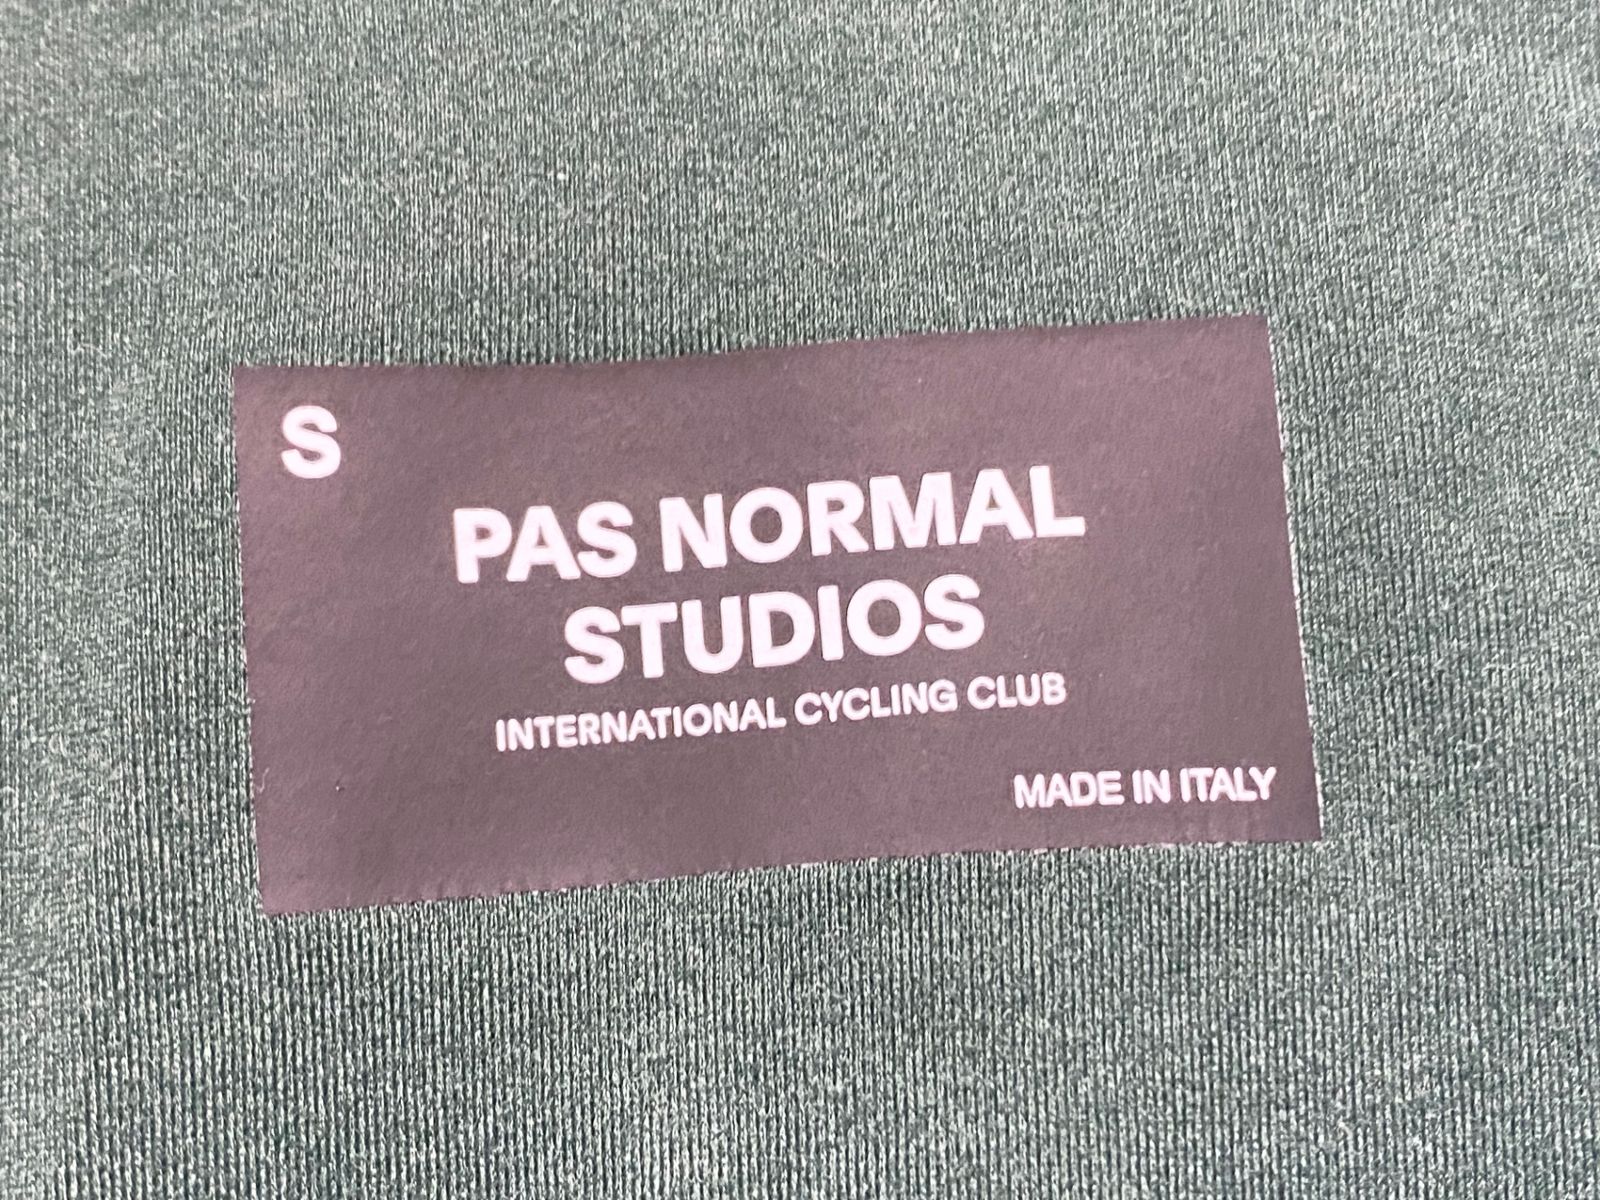 S
PAS NORMAL
STUDIOS
INTERNATIONAL CYCLING CLUB
MADE IN ITALY